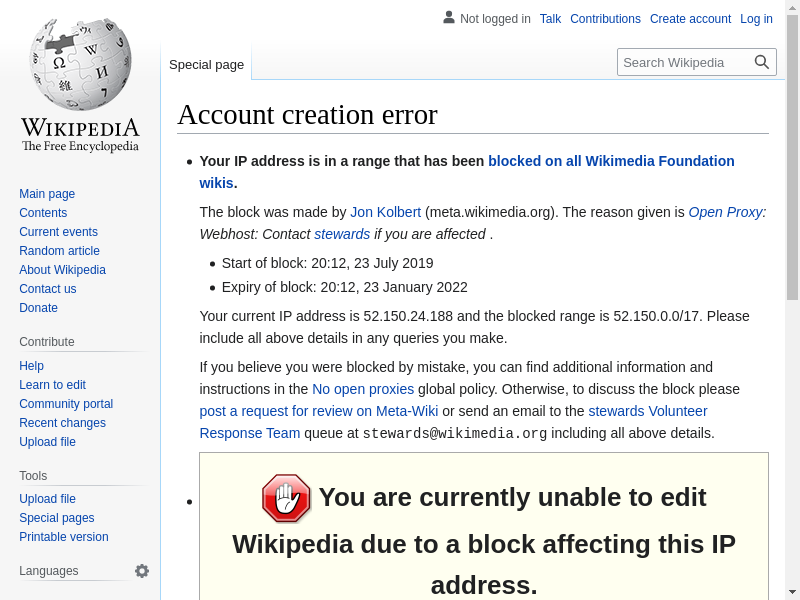 Not logged in Talk Contributions Create account Log in
Special page
Search Wikipedia
WIKIPEDIA
The Free Encyclopedia
Main page
Contents
Current events
Random article
About Wikipedia
Contact us
Donate
Contribute
Help
Learn to edit
Community portal
Recent changes
Upload file
Tools
Upload file
Special pages
Printable version
Languages
Account creation error
Your IP address is in a range that has been blocked on all Wikimedia Foundation
wikis.
The block was made by Jon Kolbert (meta.wikimedia.org). The reason given is Open Proxy:
Webhost: Contact stewards if you are affected .
Start of block: 20:12, 23 July 2019
Expiry of block: 20:12, 23 January 2022
Your current IP address is 52.150.24.188 and the blocked range is 52.150.0.0/17. Please
include all above details in any queries you make.
If you believe you were blocked by mistake, you can find additional information and
instructions in the No open proxies global policy. Otherwise, to discuss the block please
post a request for review on Meta-Wiki or send an email to the stewards Volunteer
Response Team queue at stewards@wikimedia.org including all above details.
You are currently unable to edit
Wikipedia due to a block affecting this IP
address.